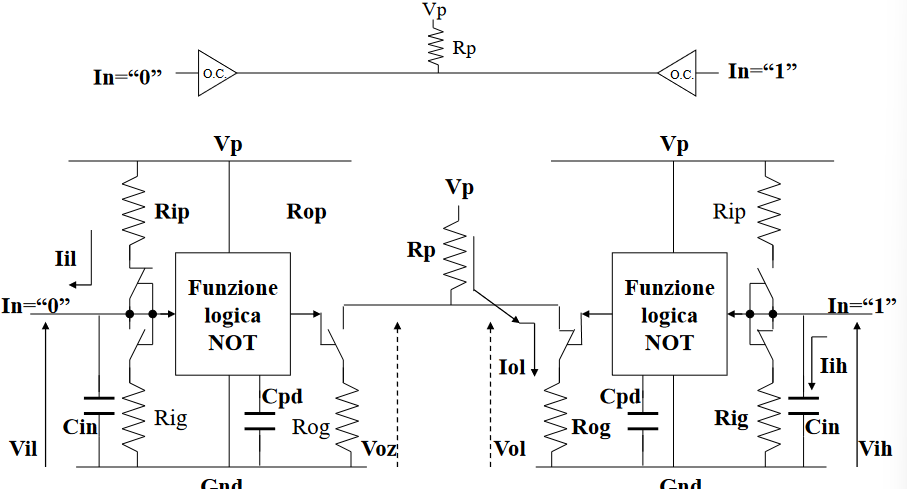 Vp
Rp
In=“0”
O.C.
O.C.
In=“1”
Vp
Vp
Vp
Rip
Rop
Rip
Rp
Iil
Funzione
logica
NOT
Funzione
logica
NOT
In=“0”
In=“1”
Iol
Iih
Cpd
Cpd
Cin
Rig
Rog
Rog
Rig
Cin
Vil
Voz
Vol
Vih
Gnd
Gnd